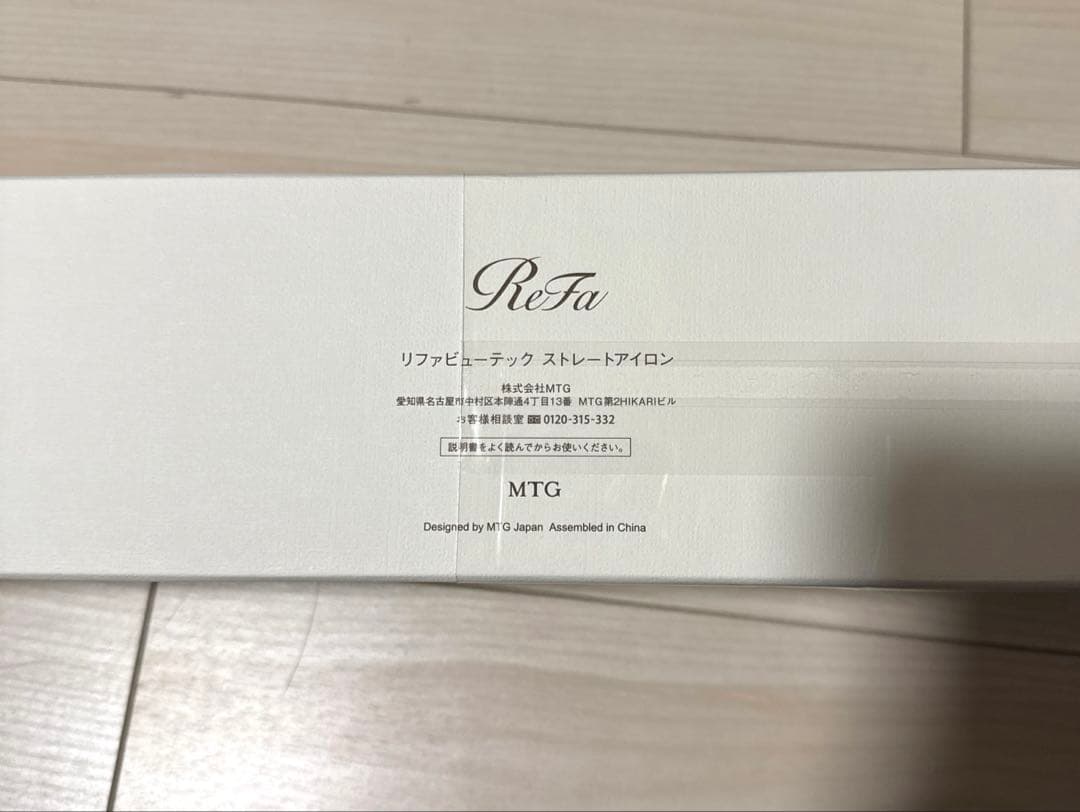 ReFa
リファビューテック ストレートアイロン
株式会社MTG
愛知県名古屋市中村区本陣通4丁目13番 MTG第2HIKARIビル
お客様相談室 0120-315-332
説明書をよく読んでからお使いください。
MTG
Designed by MTG Japan Assembled in China